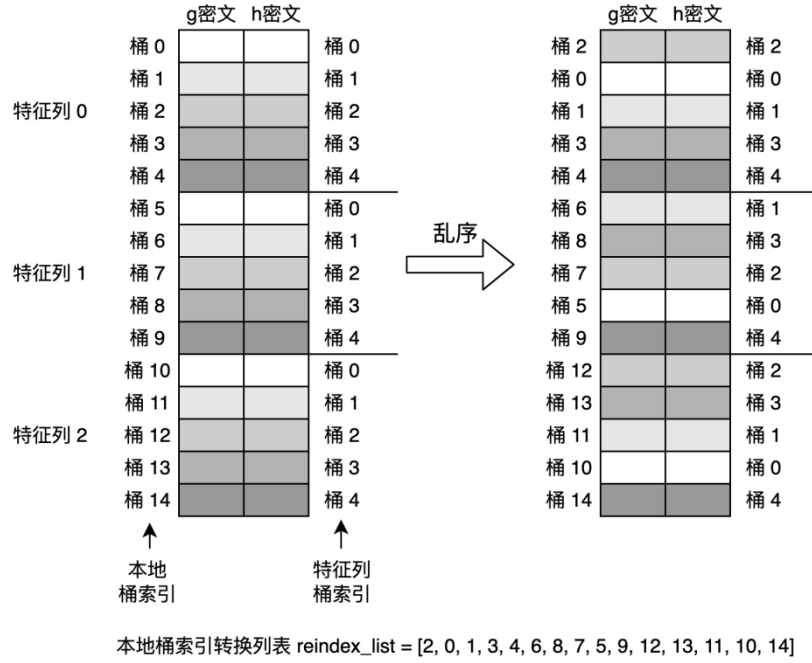 g密文 h密文 g密文 h密文
桶 0 桶 0 桶 2 桶 2
桶 1 桶 1 桶 0 桶 0
特征列 0 桶 2 桶 2 桶 1 桶 1
桶 3 桶 3 桶 3 桶 3
桶 4 桶 4 桶 4 桶 4
桶 5 桶 0 桶 6 桶 1
桶 6 桶 1 乱序 桶 8 桶 3
特征列 1 桶 7 桶 2 桶 7 桶 2
桶 8 桶 3 桶 5 桶 0
桶 9 桶 4 桶 9 桶 4
桶 10 桶 0 桶 12 桶 2
桶 11 桶 1 桶 13 桶 3
特征列 2 桶 12 桶 2 桶 11 桶 1
桶 13 桶 3 桶 10 桶 0
桶 14 桶 4 桶 14 桶 4
本地 特征列
桶索引 桶索引
本地桶索引转换列表 reindex_list = [2, 0, 1, 3, 4, 6, 8, 7, 5, 9, 12, 13, 11, 10, 14]